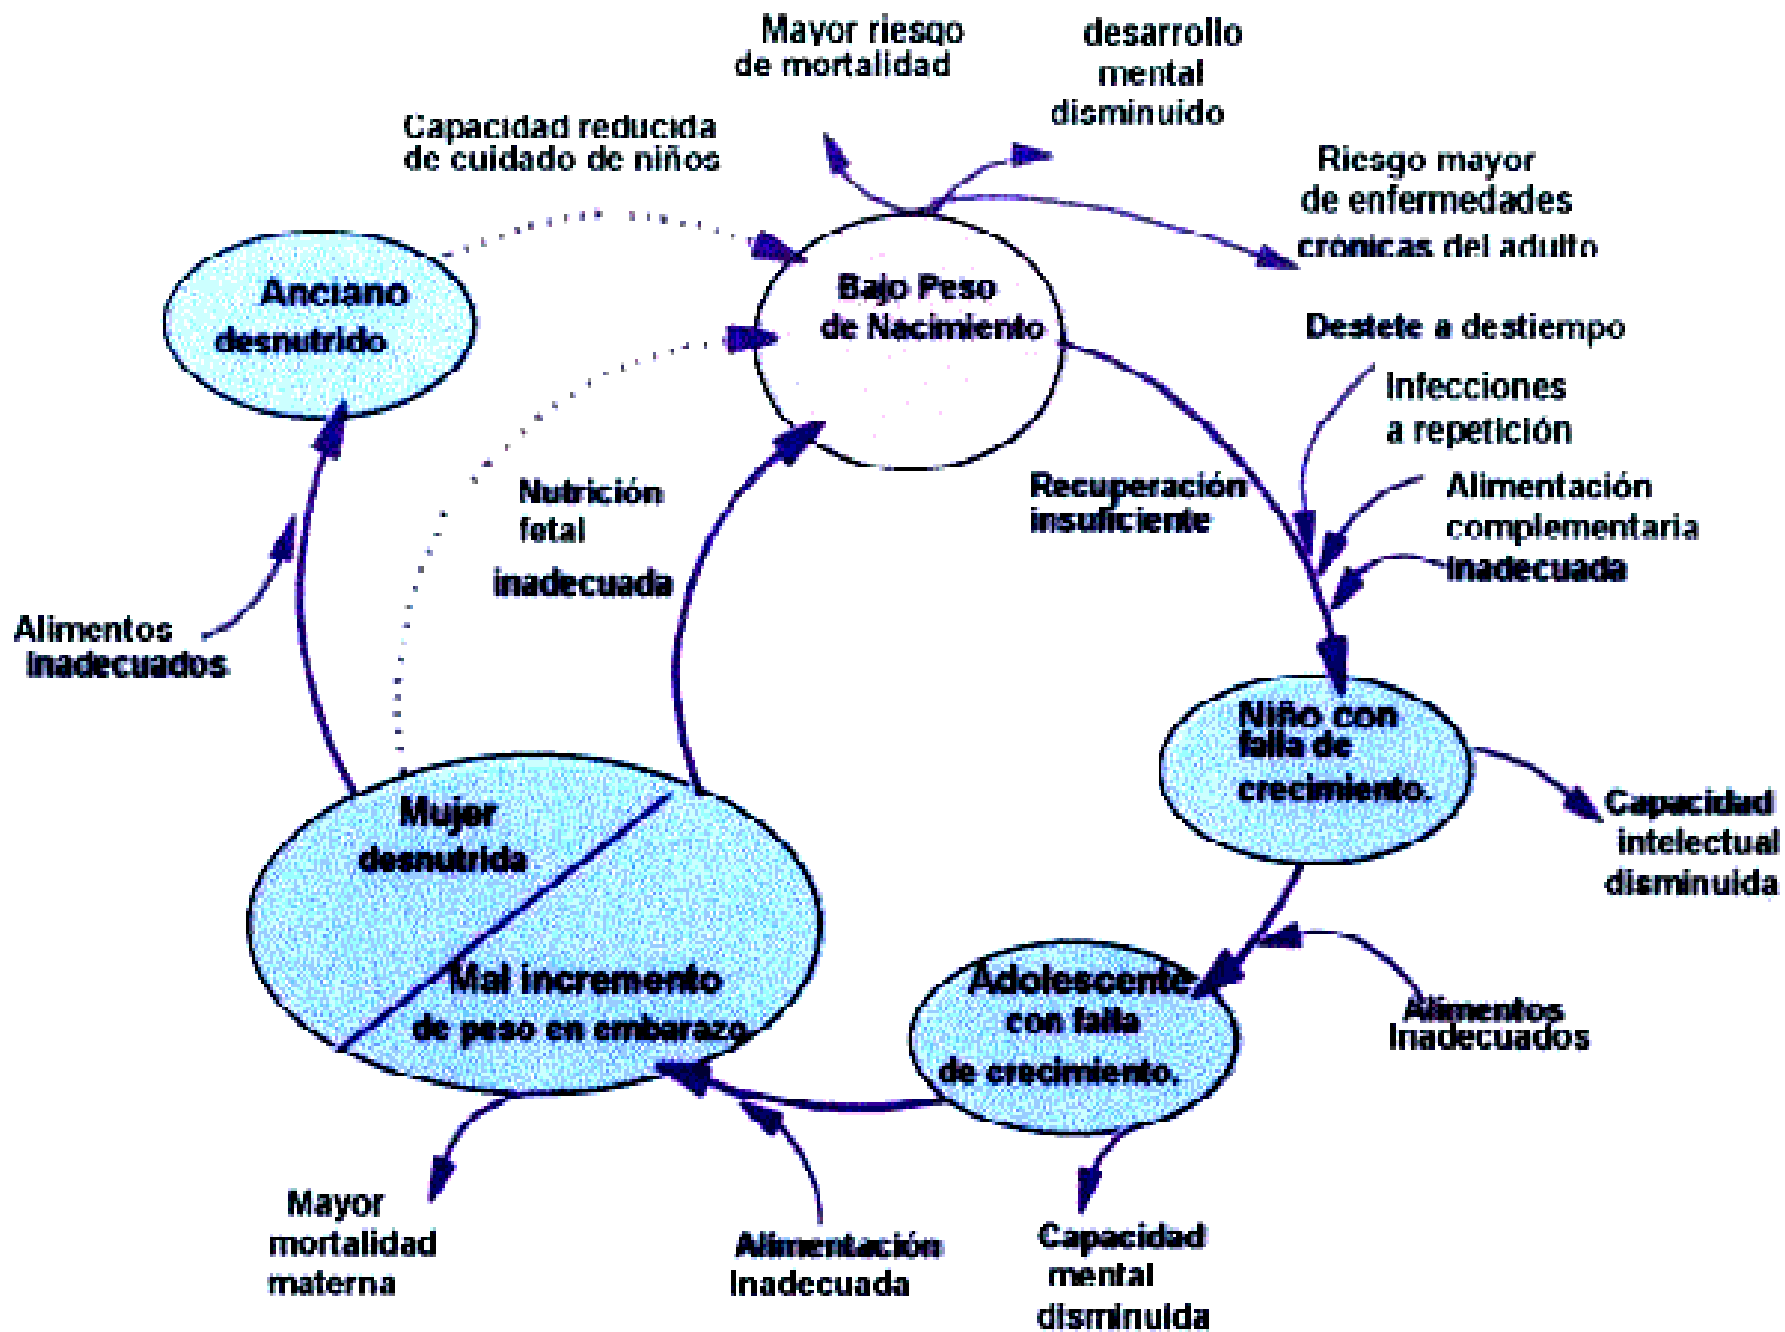 Mayor riesgo
de mortalidad
desarrollo
mental
disminuido
Capacidad reducida
de cuidado de niños
Riesgo mayor
de enfermedades
crónicas del adulto
Anciano
desnutrido
Bajo Peso
de Nacimiento
Destete a destiempo
Infecciones
a repetición
Alimentación
complementaria
Inadecuada
Recuperación
insuficiente
Nutrición
fetal
inadecuada
Alimentos
Inadecuados
Niño con
falla de
crecimiento.
Capacidad
intelectual
disminuida
Mujer
desnutrida
Mal incremento
de peso en embarazo
Adolescente
con falla
de crecimiento.
Alimentos
Inadecuados
Mayor
mortalidad
materna
Alimentación
Inadecuada
Capacidad
mental
disminuida